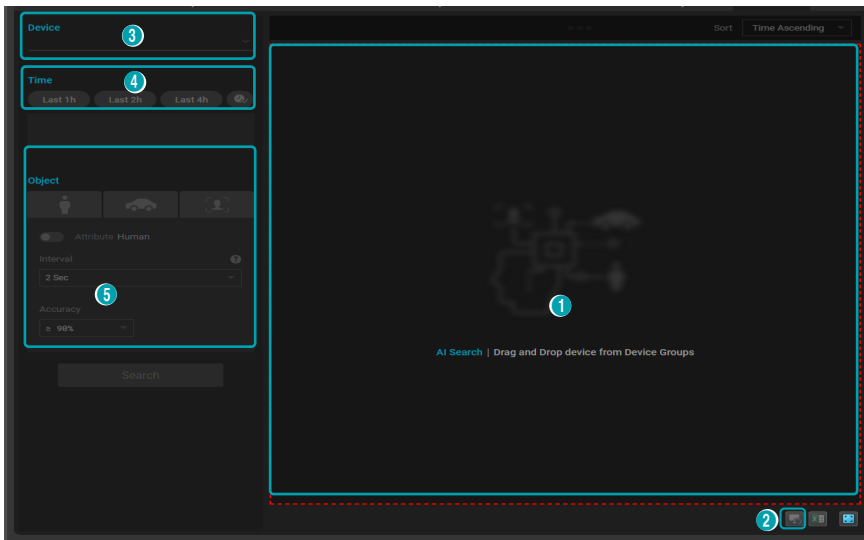 Device
3
Sort Time Ascending
Time
4
Last 1h Last 2h Last 4h
Object
Attribute Human
Interval
2 Sec
5
Accuracy
≥ 90%
Search
1
AI Search | Drag and Drop device from Device Groups
2